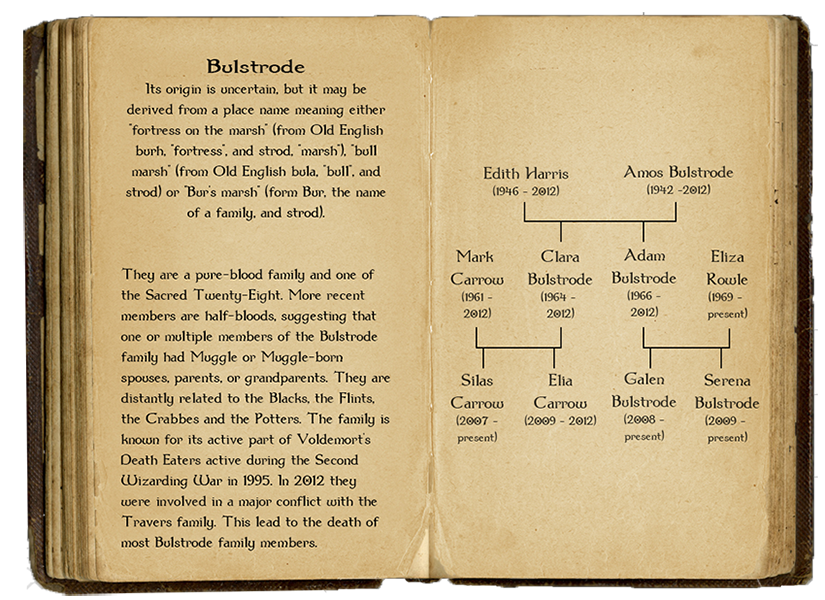 Bulstrode
Its origin is uncertain, but it may be
derived from a place name meaning either
"fortress on the marsh" (from Old English
burh, "fortress", and strod, "marsh"), "bull
marsh" (from Old English bula, "bull", and
strod) or "Bur's marsh" (form Bur, the name
of a family, and strod).
They are a pure-blood family and one of
the Sacred Twenty-Eight. More recent
members are half-bloods, suggesting that
one or multiple members of the Bulstrode
family had Muggle or Muggle-born
spouses, parents, or grandparents. They are
distantly related to the Blacks, the Flints,
the Crabbes and the Potters. The family is
known for its active part of Voldemort's
Death Eaters active during the Second
Wizarding War in 1995. In 2012 they
were involved in a major conflict with the
Travers family. This lead to the death of
most Bulstrode family members.
Edith Harris
(1946 - 2012)
Amos Bulstrode
(1942 -2012)
Mark
Carrow
(1961 -
2012)
Clara
Bulstrode
(1964 -
2012)
Adam
Bulstrode
(1966 -
2012)
Eliza
Rowle
(1969 -
present)
Silas
Carrow
(2007 -
present)
Elia
Carrow
(2009 - 2012)
Galen
Bulstrode
(2008 -
present)
Serena
Bulstrode
(2009 -
present)